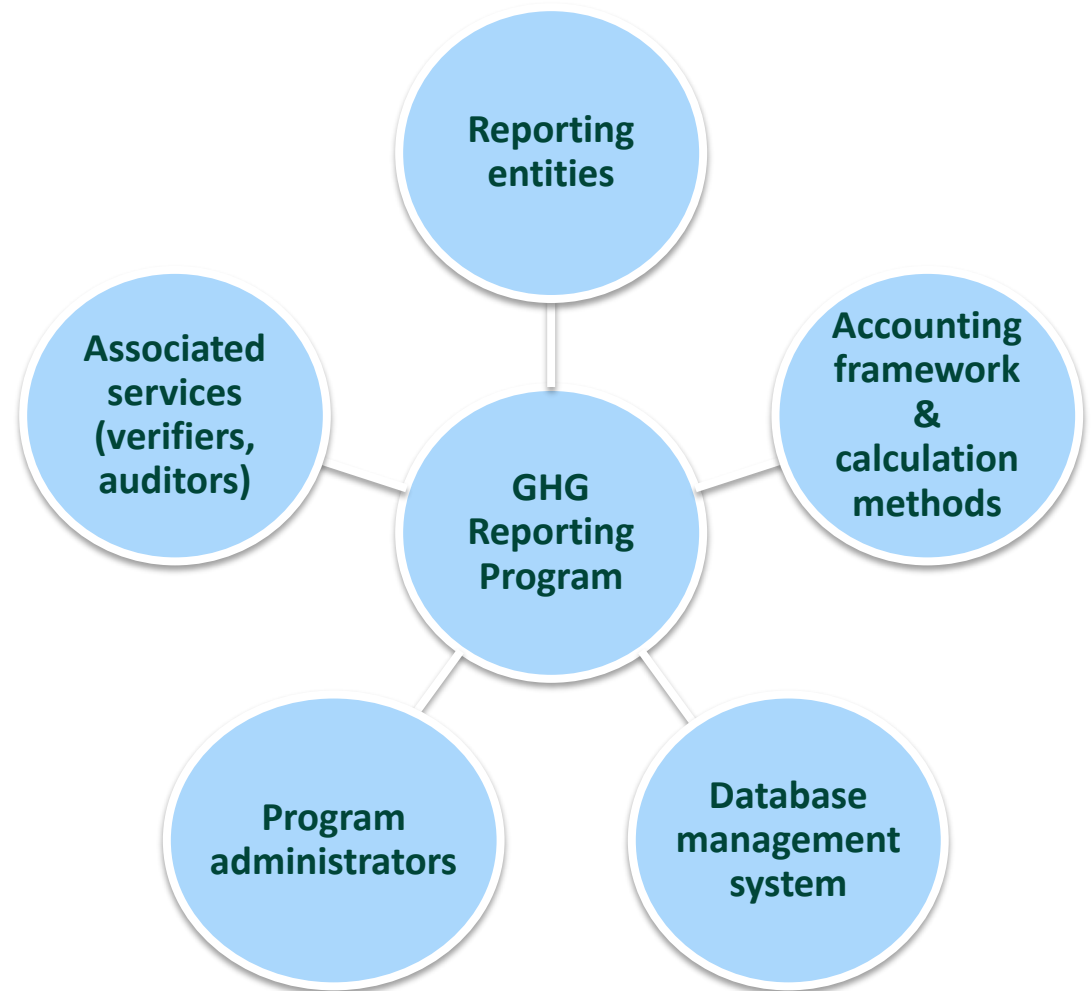 Reporting
entities
Accounting
framework
&
calculation
methods
Associated
services
(verifiers,
auditors)
GHG
Reporting
Program
Database
management
system
Program
administrators